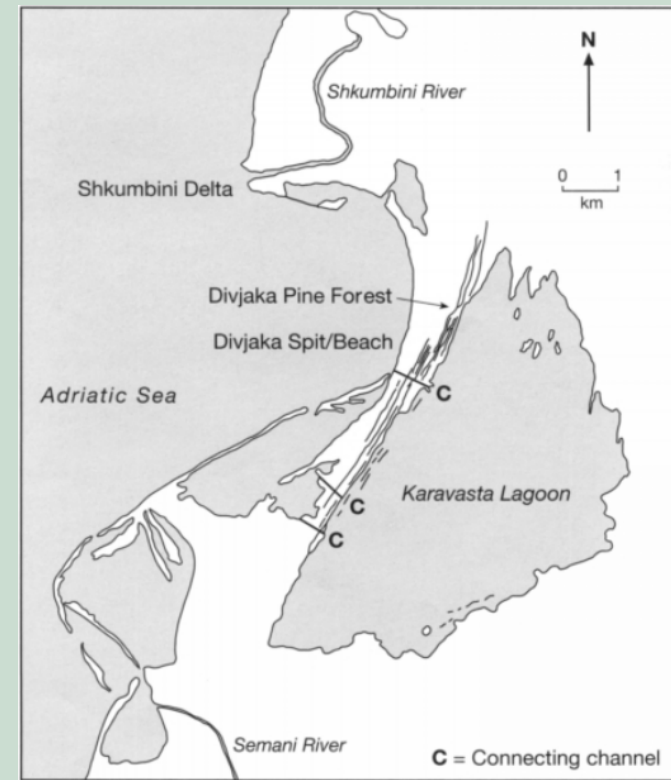 N
Shkumbini River
0 1
km
Shkumbini Delta
Divjaka Pine Forest
Divjaka Spit/Beach
C
Adriatic Sea
Karavasta Lagoon
C
C
Semani River
C = Connecting channel